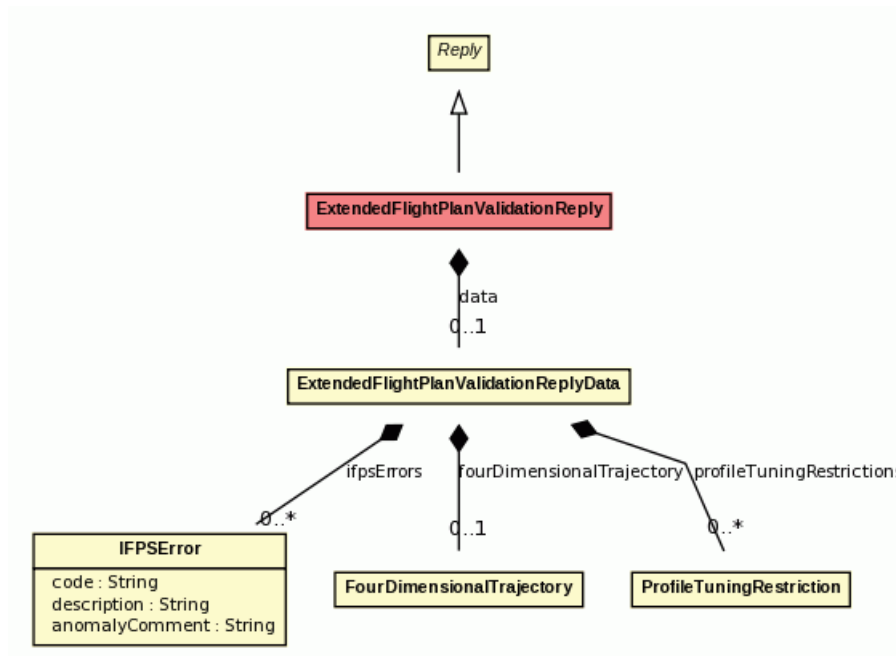 Reply
ExtendedFlightPlanValidationReply
data
0..1
ExtendedFlightPlanValidationReplyData
ifpsErrors
fourDimensionalTrajectory
profileTuningRestrictions
0..*
0..1
0..*
IFPSError
code : String
description : String
anomalyComment : String
FourDimensionalTrajectory
ProfileTuningRestriction